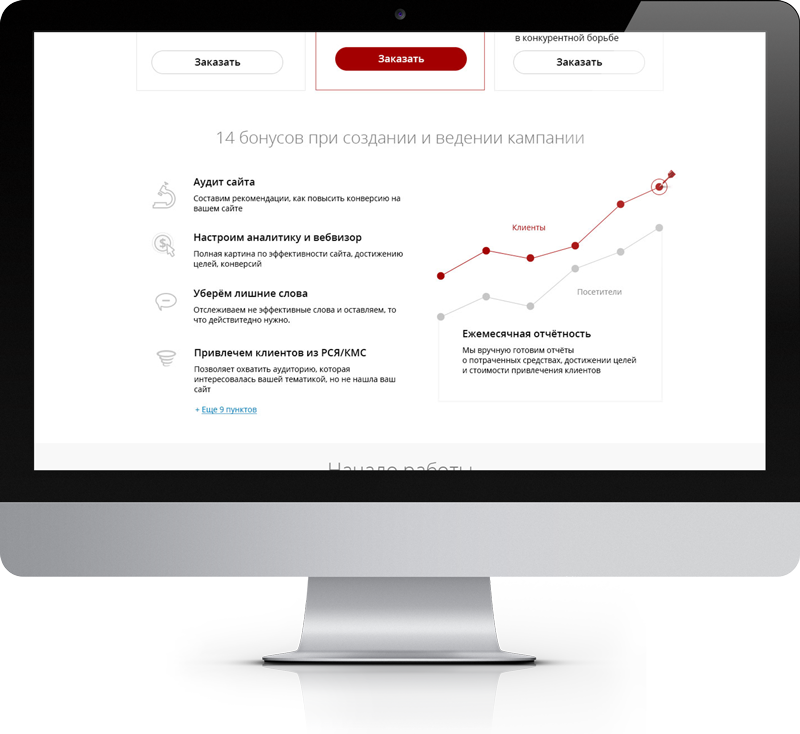 в конкурентной борьбе
Заказать
Заказать
Заказать
14 бонусов при создании и ведении кампании
Аудит сайта
Составим рекомендации, как повысить конверсию на
вашем сайте
Настроим аналитику и вебвизор
Полная картина по эффективности сайта, достижению
целей, конверсий
Уберём лишние слова
Отслеживаем не эффективные слова и оставляем, то
что действитедно нужно.
Привлечем клиентов из РСЯ/КМС
Позволяет охватить аудиторию, которая
интересовалась вашей тематикой, но не нашла ваш
сайт
+ Еще 9 пунктов
Клиенты
Посетители
Ежемесячная отчётность
Мы вручную готовим отчёты
о потраченных средствах, достижении целей
и стоимости привлечения клиентов
Начало работы